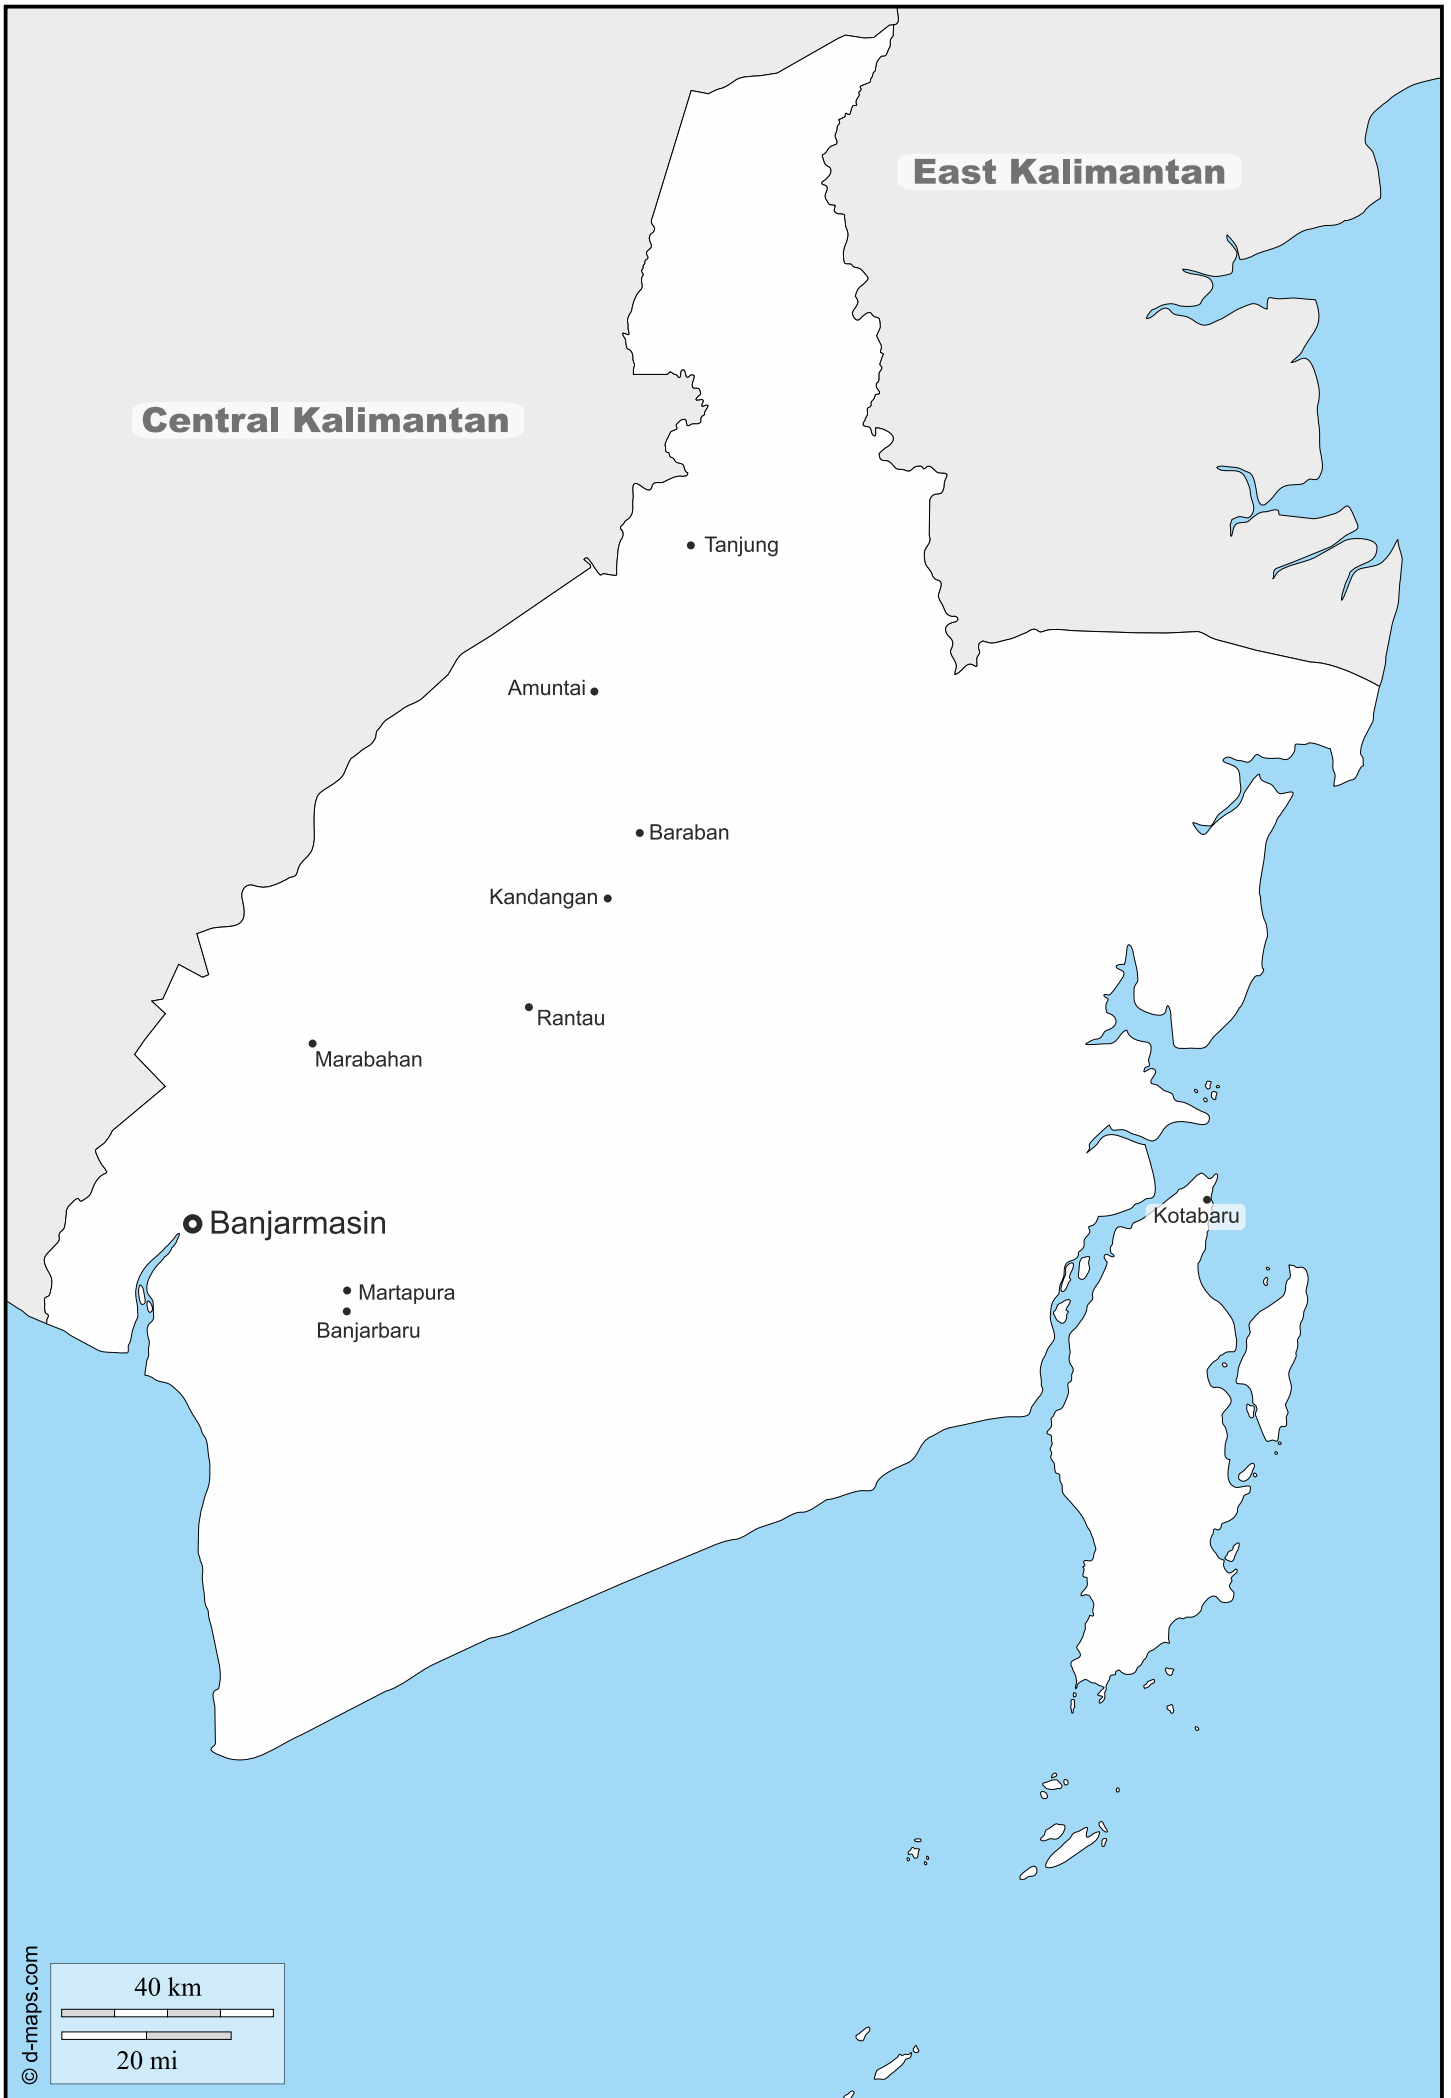 East Kalimantan
Central Kalimantan
Tanjung
Amuntai
Baraban
Kandangan
Rantau
Marabahan
Kotabaru
Banjarmasin
Martapura
Banjarbaru
40 km
20 mi
© d-maps.com